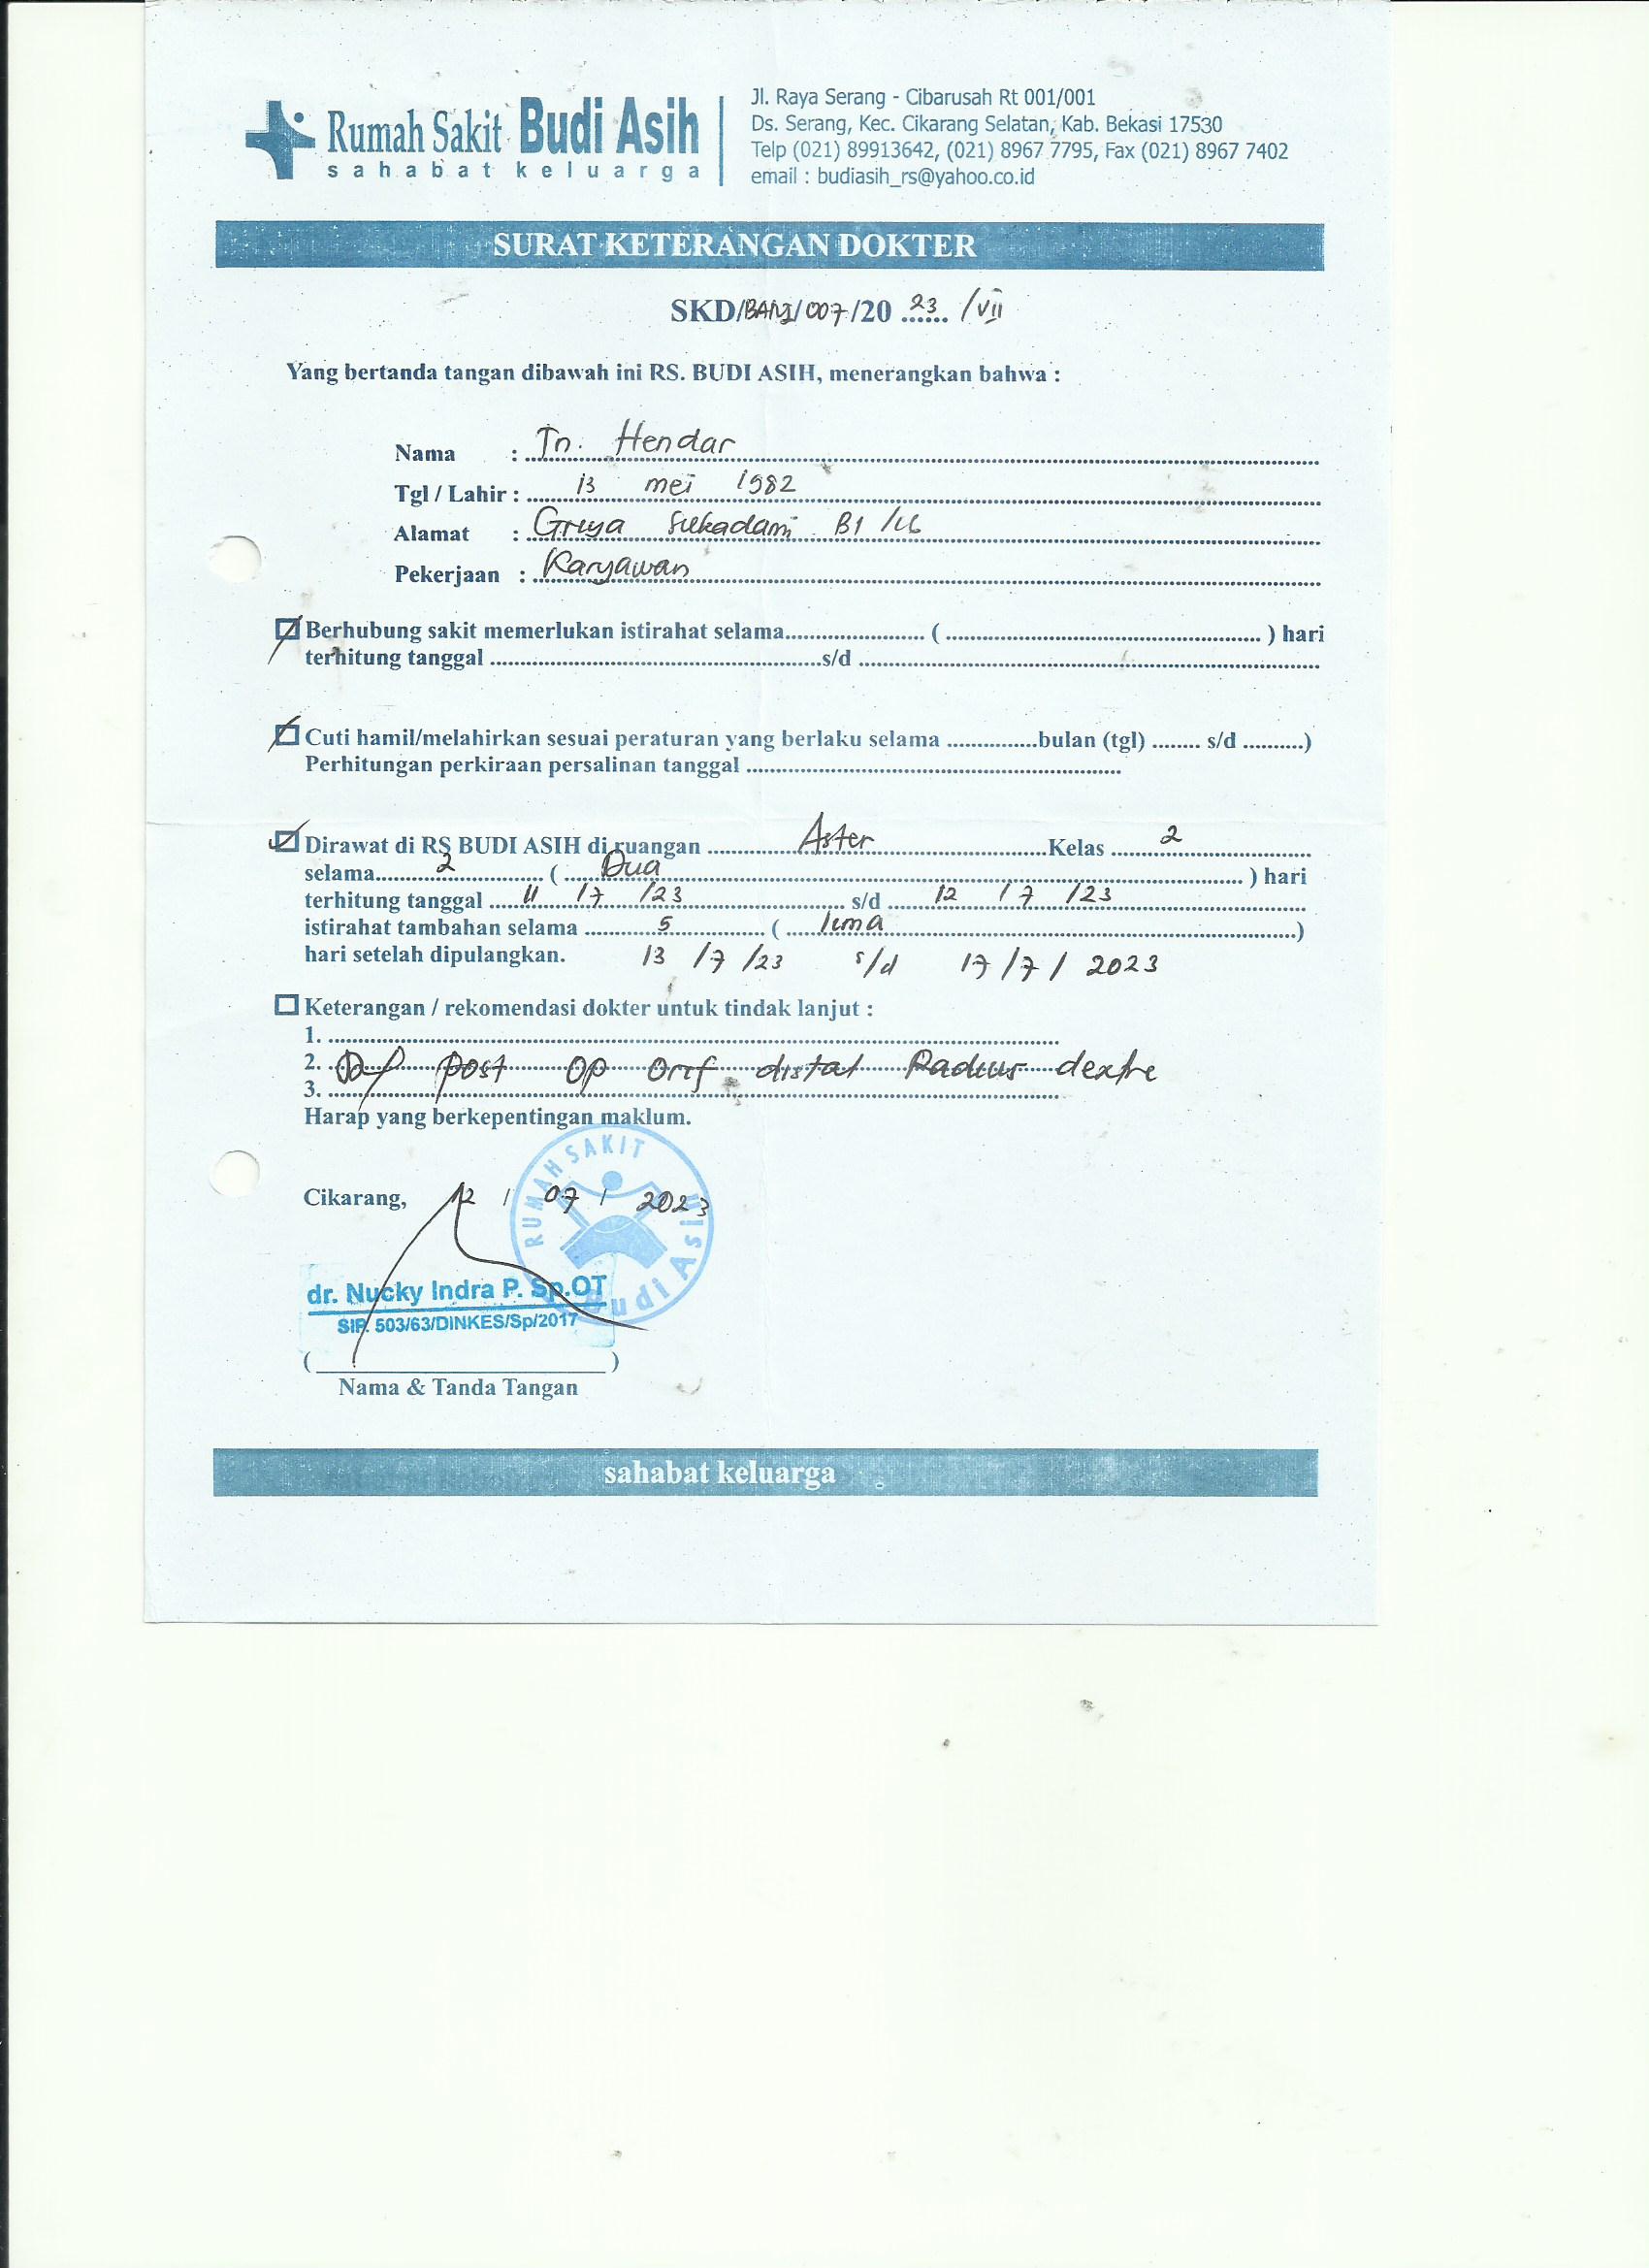 Rumah Sakit Budi Asih
sahabat keluarga
Jl. Raya Serang - Cibarusah Rt 001/001
Ds. Serang, Kec. Cikarang Selatan, Kab. Bekasi 17530
Telp (021) 89913642, (021) 8967 7795, Fax (021) 8967 7402
email : budiasih_rs@yahoo.co.id
SURAT KETERANGAN DOKTER
SKD/ /007/20 23 /VII
Yang bertanda tangan dibawah ini RS. BUDI ASIH, menerangkan bahwa :
Nama : Tn. Hendar
Tgl / Lahir : 13 mei 1982
Alamat : Griya Sukadami B1 /
Pekerjaan : Karyawan
Berhubung sakit memerlukan istirahat selama.......... ( .......... ) hari
terhitung tanggal ..........s/d ..........
Cuti hamil/melahirkan sesuai peraturan yang berlaku selama ..........bulan (tgl) ........ s/d ..........)
Perhitungan perkiraan persalinan tanggal ..........
Dirawat di RS BUDI ASIH di ruangan Aster Kelas 2
selama 2 ( Dua ) hari
terhitung tanggal 11 /7 /23 s/d 12 /7 /23
istirahat tambahan selama 5 ( lima )
hari setelah dipulangkan. 13 /7 /23 s/d 17 /7 / 2023
Keterangan / rekomendasi dokter untuk tindak lanjut :
1. ..........
2. post Op Orif distal Radius dextre
3. ..........
Harap yang berkepentingan maklum.
RUMAH SAKIT
Budi Asih
Cikarang, 12 / 07 / 2023
dr. Nucky Indra P. Sp.OT
SIP. 503/63/DINKES/Sp/2017
( )
Nama & Tanda Tangan
sahabat keluarga